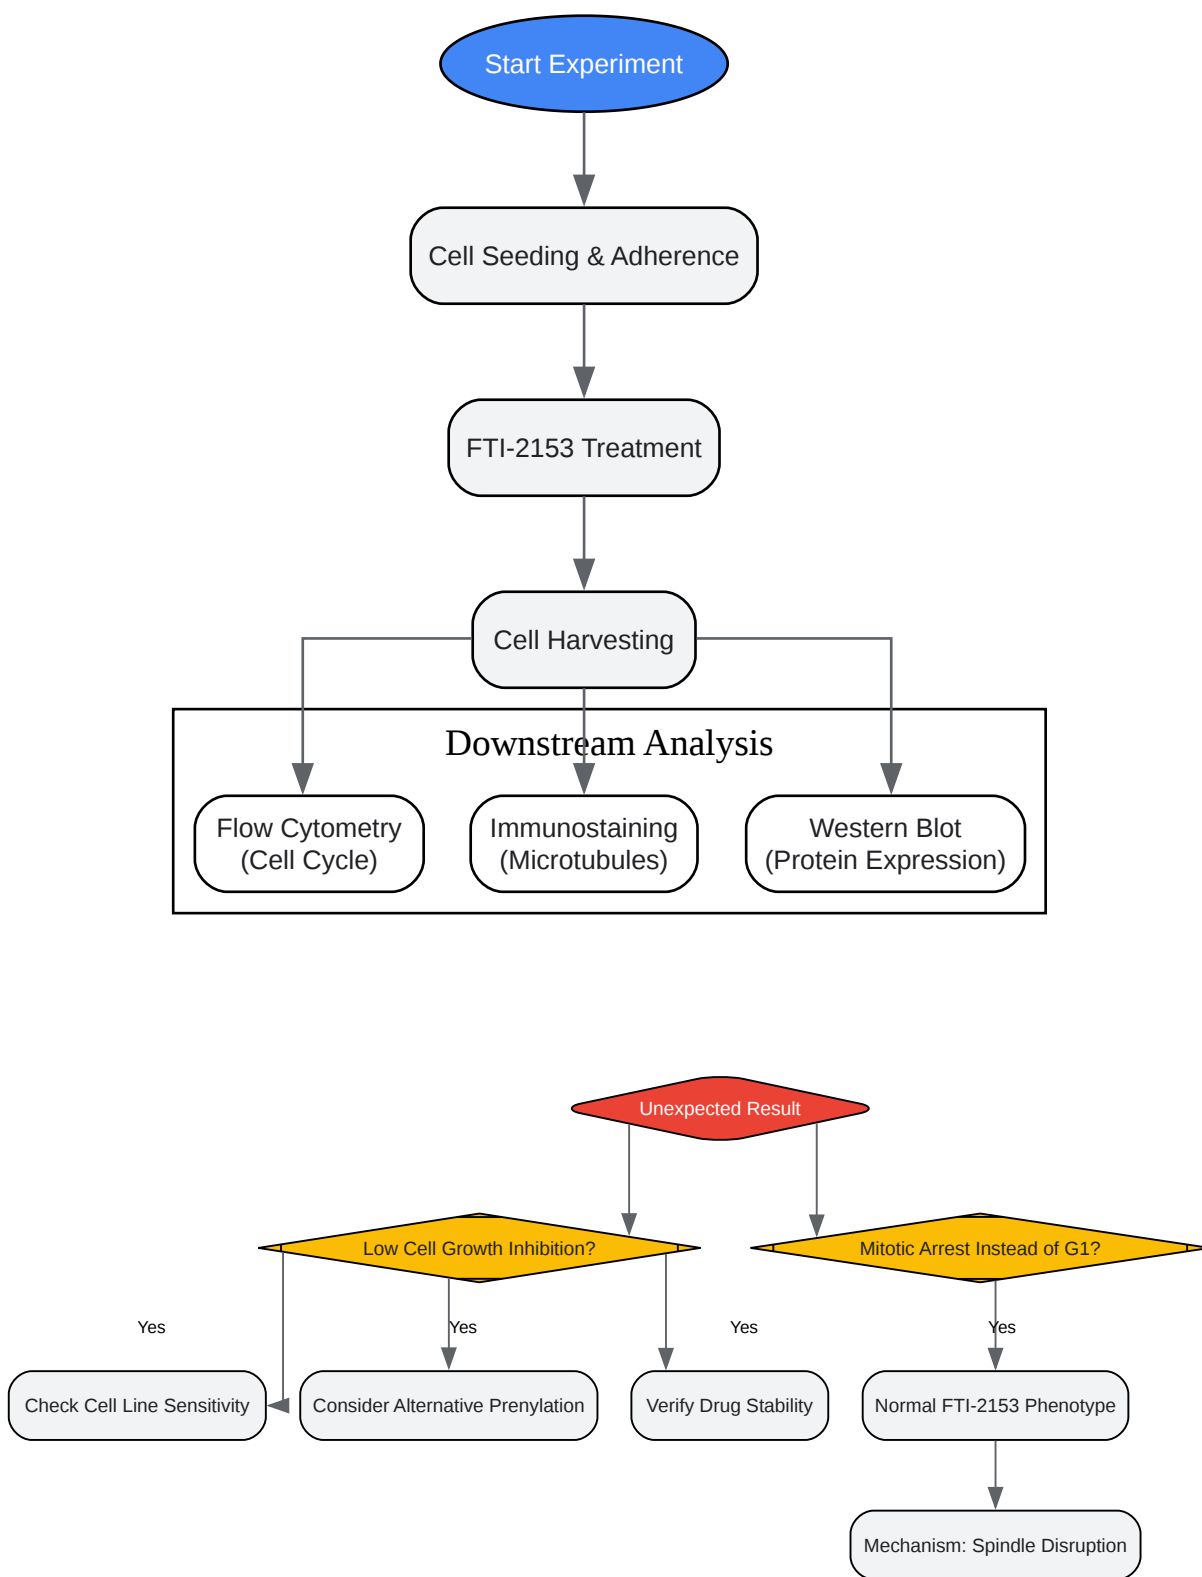 Start Experiment
Cell Seeding & Adherence
FTI-2153 Treatment
Cell Harvesting
Downstream Analysis
Flow Cytometry
(Cell Cycle)
Immunostaining
(Microtubules)
Western Blot
(Protein Expression)
Unexpected Result
Low Cell Growth Inhibition?
Mitotic Arrest Instead of G1?
Yes
Yes
Yes
Yes
Check Cell Line Sensitivity
Consider Alternative Prenylation
Verify Drug Stability
Normal FTI-2153 Phenotype
Mechanism: Spindle Disruption